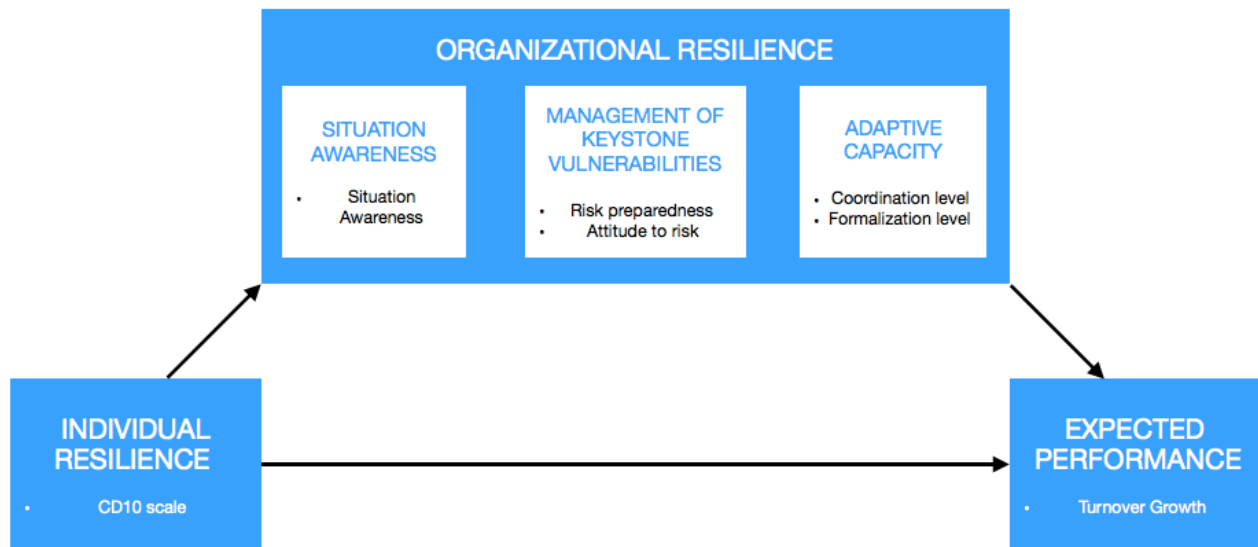 ORGANIZATIONAL RESILIENCE
SITUATION
AWARENESS
• Situation
Awareness
MANAGEMENT OF
KEYSTONE
VULNERABILITIES
• Risk preparedness
• Attitude to risk
ADAPTIVE
CAPACITY
• Coordination level
• Formalization level
INDIVIDUAL
RESILIENCE
• CD10 scale
EXPECTED
PERFORMANCE
• Turnover Growth